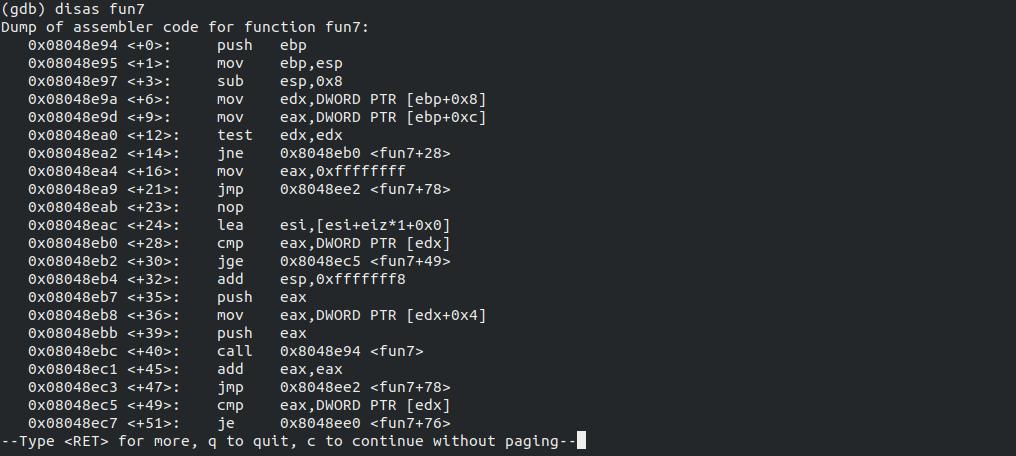 (gdb) disas fun7
Dump of assembler code for function fun7:
   0x08048e94 <+0>:	push   ebp
   0x08048e95 <+1>:	mov    ebp,esp
   0x08048e97 <+3>:	sub    esp,0x8
   0x08048e9a <+6>:	mov    edx,DWORD PTR [ebp+0x8]
   0x08048e9d <+9>:	mov    eax,DWORD PTR [ebp+0xc]
   0x08048ea0 <+12>:	test   edx,edx
   0x08048ea2 <+14>:	jne    0x8048eb0 <fun7+28>
   0x08048ea4 <+16>:	mov    eax,0xffffffff
   0x08048ea9 <+21>:	jmp    0x8048ee2 <fun7+78>
   0x08048eab <+23>:	nop
   0x08048eac <+24>:	lea    esi,[esi+eiz*1+0x0]
   0x08048eb0 <+28>:	cmp    eax,DWORD PTR [edx]
   0x08048eb2 <+30>:	jge    0x8048ec5 <fun7+49>
   0x08048eb4 <+32>:	add    esp,0xfffffff8
   0x08048eb7 <+35>:	push   eax
   0x08048eb8 <+36>:	mov    eax,DWORD PTR [edx+0x4]
   0x08048ebb <+39>:	push   eax
   0x08048ebc <+40>:	call   0x8048e94 <fun7>
   0x08048ec1 <+45>:	add    eax,eax
   0x08048ec3 <+47>:	jmp    0x8048ee2 <fun7+78>
   0x08048ec5 <+49>:	cmp    eax,DWORD PTR [edx]
   0x08048ec7 <+51>:	je     0x8048ee0 <fun7+76>
--Type <RET> for more, q to quit, c to continue without paging--